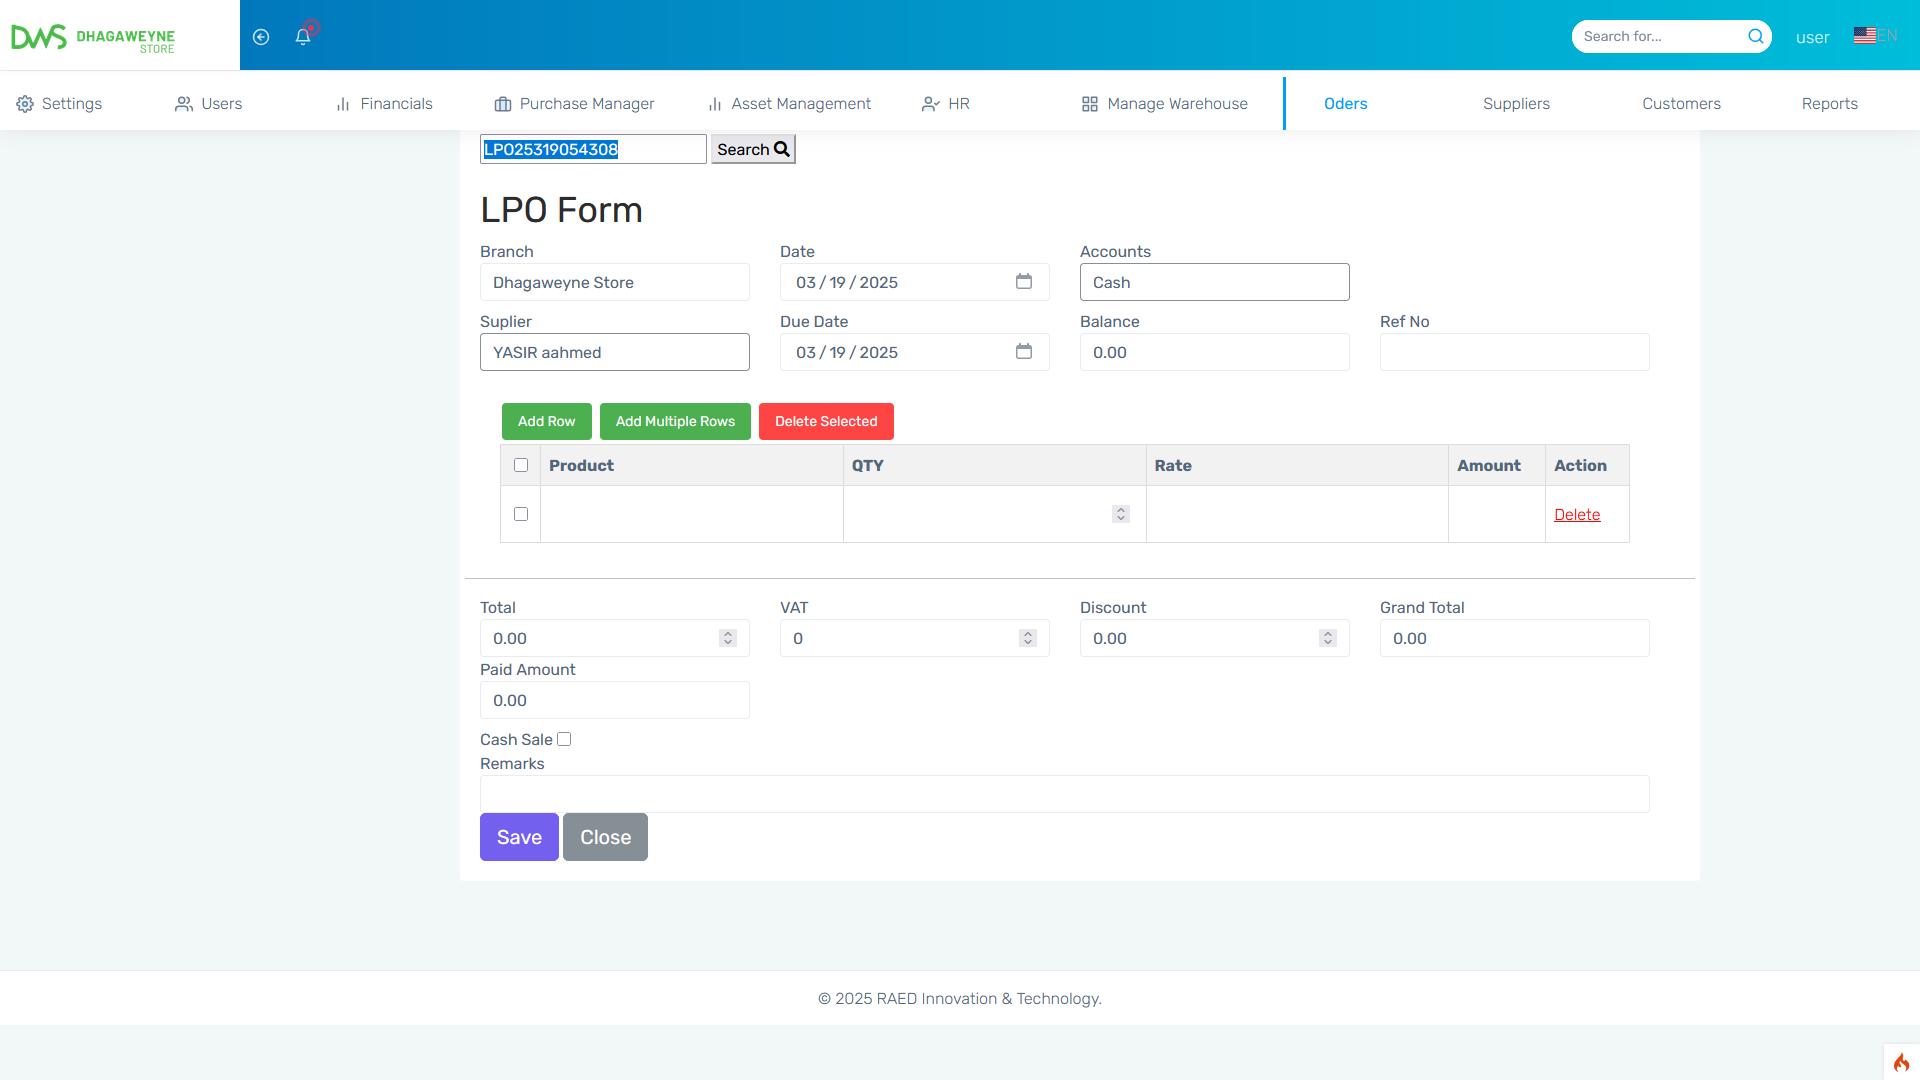 DWS DHAGAWEYNE
STORE
Search for...
user
EN
Settings
Users
Financials
Purchase Manager
Asset Management
HR
Manage Warehouse
Oders
Suppliers
Customers
Reports
LPO25319054308
Search
LPO Form
Branch
Date
Accounts
Dhagaweyne Store
03/19/2025
Cash
Suplier
Due Date
Balance
Ref No
YASIR aahmed
03/19/2025
0.00
Add Row
Add Multiple Rows
Delete Selected
Product
QTY
Rate
Amount
Action
Delete
Total
VAT
Discount
Grand Total
0.00
0
0.00
0.00
Paid Amount
0.00
Cash Sale
Remarks
Save
Close
© 2025 RAED Innovation & Technology.